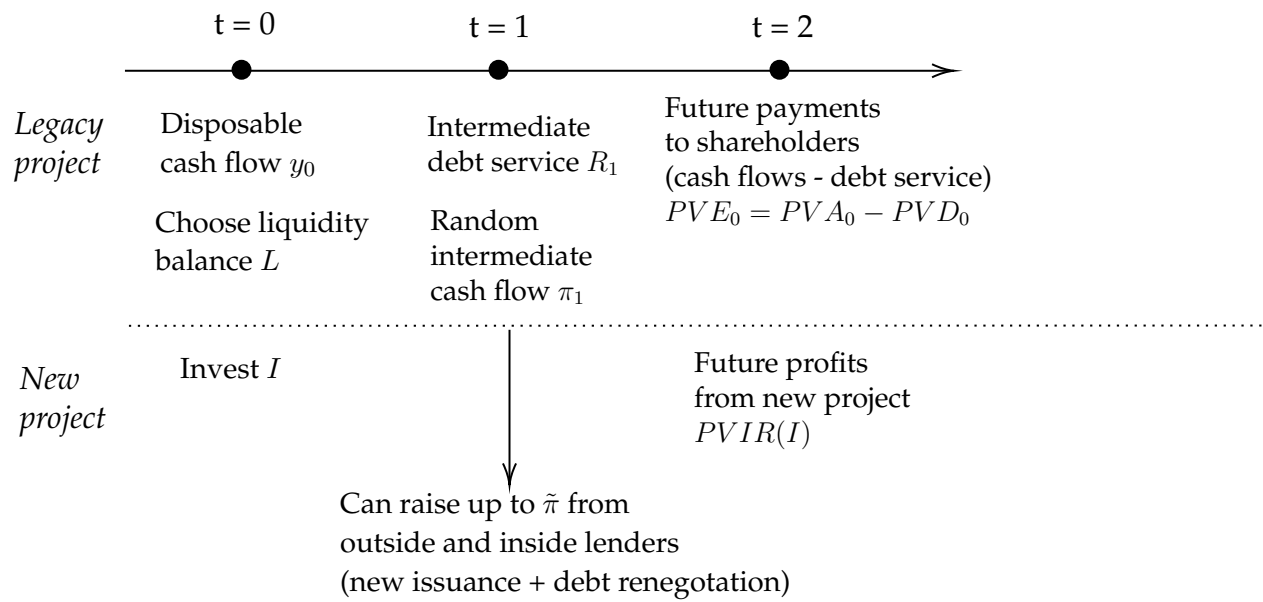 t = 0
t = 1
t = 2
Legacy
project
Disposable
cash flow y₀
Choose liquidity
balance L
Intermediate
debt service R₁
Random
intermediate
cash flow π₁
Future payments
to shareholders
(cash flows - debt service)
PVE₀ = PVA₀ − PVD₀
New
project
Invest I
Future profits
from new project
PVIR(I)
Can raise up to π̃ from
outside and inside lenders
(new issuance + debt renegotation)